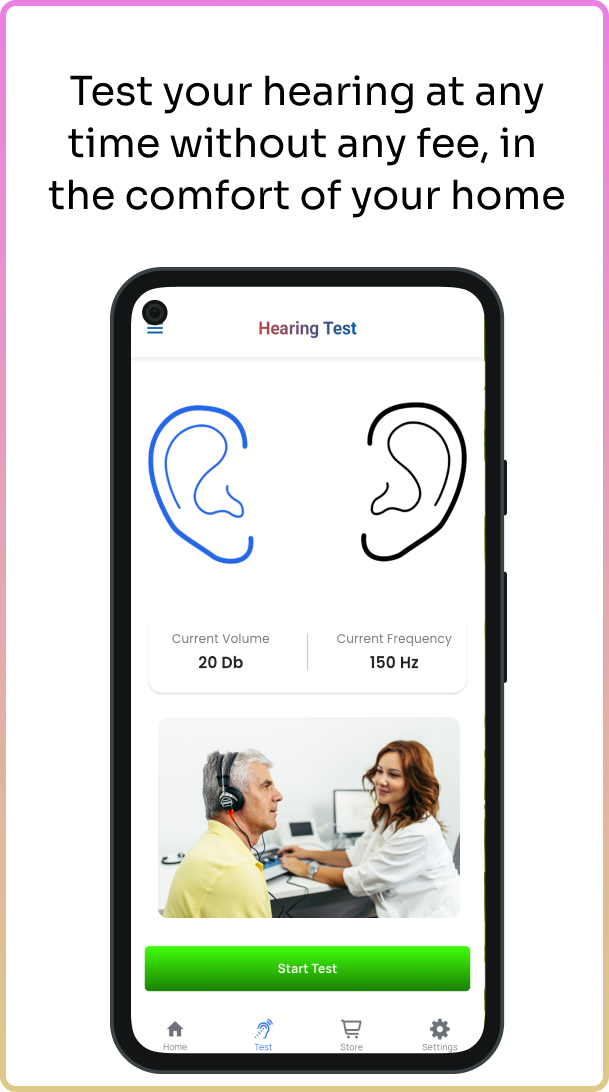 Test your hearing at any
time without any fee, in
the comfort of your home
Hearing Test
Current Volume
Current Frequency
20 Db
150 Hz
Start Test
Home
Test
Store
Settings